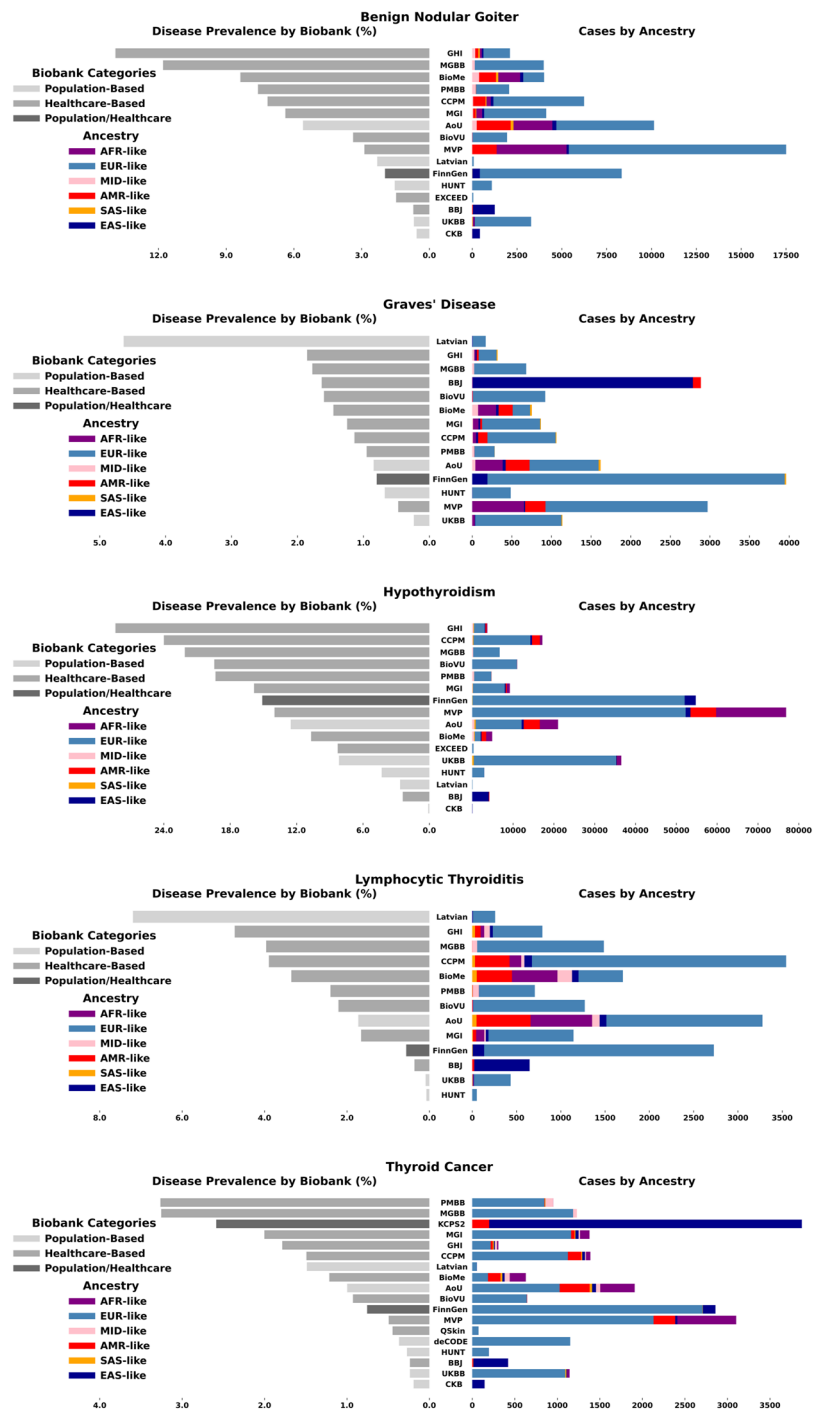 Benign Nodular Goiter
Disease Prevalence by Biobank (%)
Cases by Ancestry
Biobank Categories
Population-Based
Healthcare-Based
Population/Healthcare
Ancestry
AFR-like
EUR-like
MID-like
AMR-like
SAS-like
EAS-like
GHI
MGBB
BioMe
PMBB
CCPM
MGI
AoU
BioVU
MVP
Latvian
FinnGen
HUNT
EXCEED
BBJ
UKBB
CKB
12.0 9.0 6.0 3.0 0.0
0 2500 5000 7500 10000 12500 15000 17500
Graves' Disease
Disease Prevalence by Biobank (%)
Cases by Ancestry
Biobank Categories
Population-Based
Healthcare-Based
Population/Healthcare
Ancestry
AFR-like
EUR-like
MID-like
AMR-like
SAS-like
EAS-like
Latvian
GHI
MGBB
BBJ
BioVU
BioMe
MGI
CCPM
PMBB
AoU
FinnGen
HUNT
MVP
UKBB
5.0 4.0 3.0 2.0 1.0 0.0
0 500 1000 1500 2000 2500 3000 3500 4000
Hypothyroidism
Disease Prevalence by Biobank (%)
Cases by Ancestry
Biobank Categories
Population-Based
Healthcare-Based
Population/Healthcare
Ancestry
AFR-like
EUR-like
MID-like
AMR-like
SAS-like
EAS-like
GHI
CCPM
MGBB
BioVU
PMBB
MGI
FinnGen
MVP
AoU
BioMe
EXCEED
UKBB
HUNT
Latvian
BBJ
CKB
24.0 18.0 12.0 6.0 0.0
0 10000 20000 30000 40000 50000 60000 70000 80000
Lymphocytic Thyroiditis
Disease Prevalence by Biobank (%)
Cases by Ancestry
Biobank Categories
Population-Based
Healthcare-Based
Population/Healthcare
Ancestry
AFR-like
EUR-like
MID-like
AMR-like
SAS-like
EAS-like
Latvian
GHI
MGBB
CCPM
BioMe
PMBB
BioVU
AoU
MGI
FinnGen
BBJ
UKBB
HUNT
8.0 6.0 4.0 2.0 0.0
0 500 1000 1500 2000 2500 3000 3500
Thyroid Cancer
Disease Prevalence by Biobank (%)
Cases by Ancestry
Biobank Categories
Population-Based
Healthcare-Based
Population/Healthcare
Ancestry
AFR-like
EUR-like
MID-like
AMR-like
SAS-like
EAS-like
PMBB
MGBB
KCPS2
MGI
GHI
CCPM
Latvian
BioMe
AoU
BioVU
FinnGen
MVP
QSkin
deCODE
HUNT
BBJ
UKBB
CKB
4.0 3.0 2.0 1.0 0.0
0 500 1000 1500 2000 2500 3000 3500